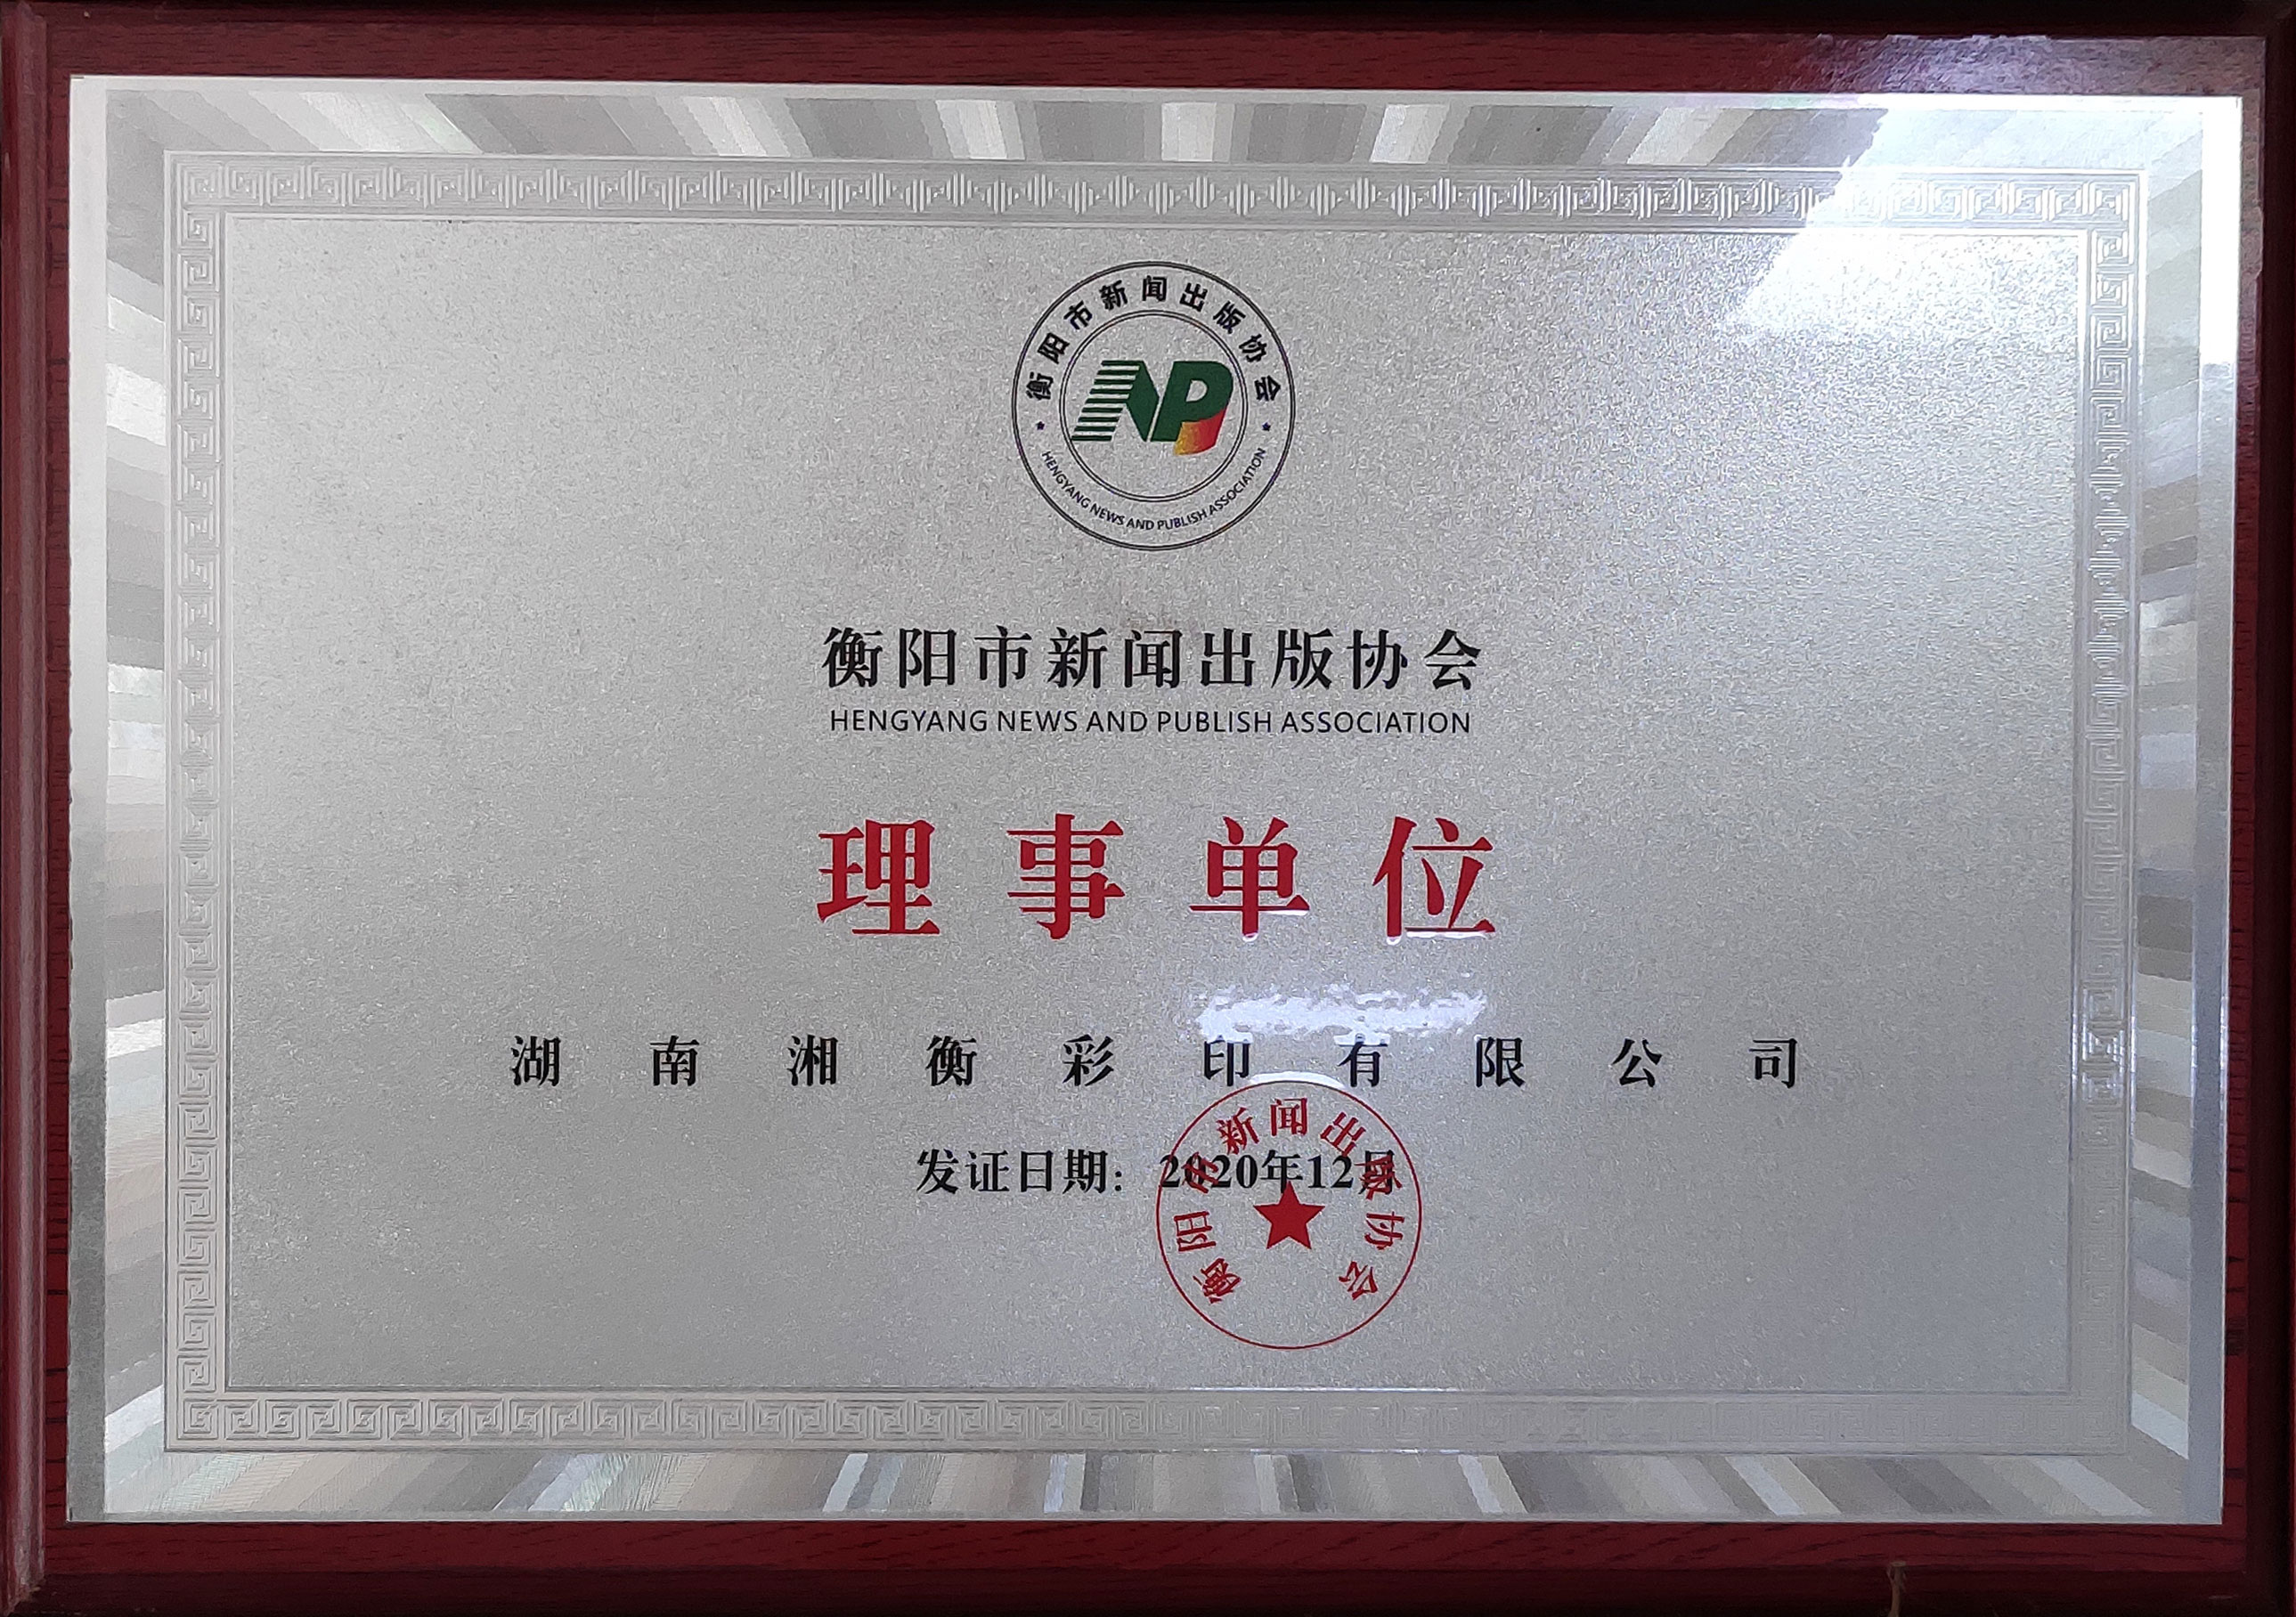 衡阳市新闻出版协会
NP
HENGYANG NEWS AND PUBLISH ASSOCIATION
衡阳市新闻出版协会
HENGYANG NEWS AND PUBLISH ASSOCIATION
理事单位
湖南湘衡彩印有限公司
发证日期：2020年12月
衡阳市新闻出版协会